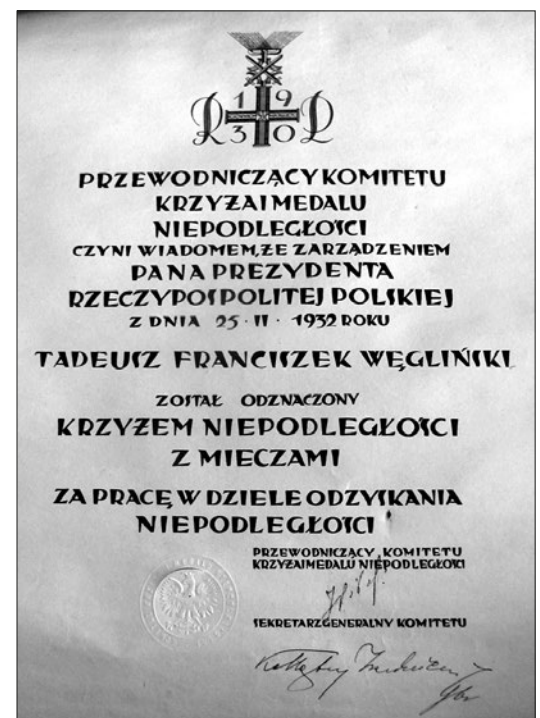 19
R P
30
PRZEWODNICZĄCY KOMITETU
KRZYŻA I MEDALU
NIEPODLEGŁOŚCI
CZYNI WIADOMEM, ŻE ZARZĄDZENIEM
PANA PREZYDENTA
RZECZYPOSPOLITEJ POLSKIEJ
Z DNIA 25 · II · 1932 ROKU
TADEUSZ FRANCISZEK WĘGLIŃSKI
ZOSTAŁ ODZNACZONY
KRZYŻEM NIEPODLEGŁOŚCI
Z MIECZAMI
ZA PRACĘ W DZIELE ODZYSKANIA
NIEPODLEGŁOŚCI
PRZEWODNICZĄCY KOMITETU
KRZYŻA I MEDALU NIEPODLEGŁOŚCI
SEKRETARZ GENERALNY KOMITETU